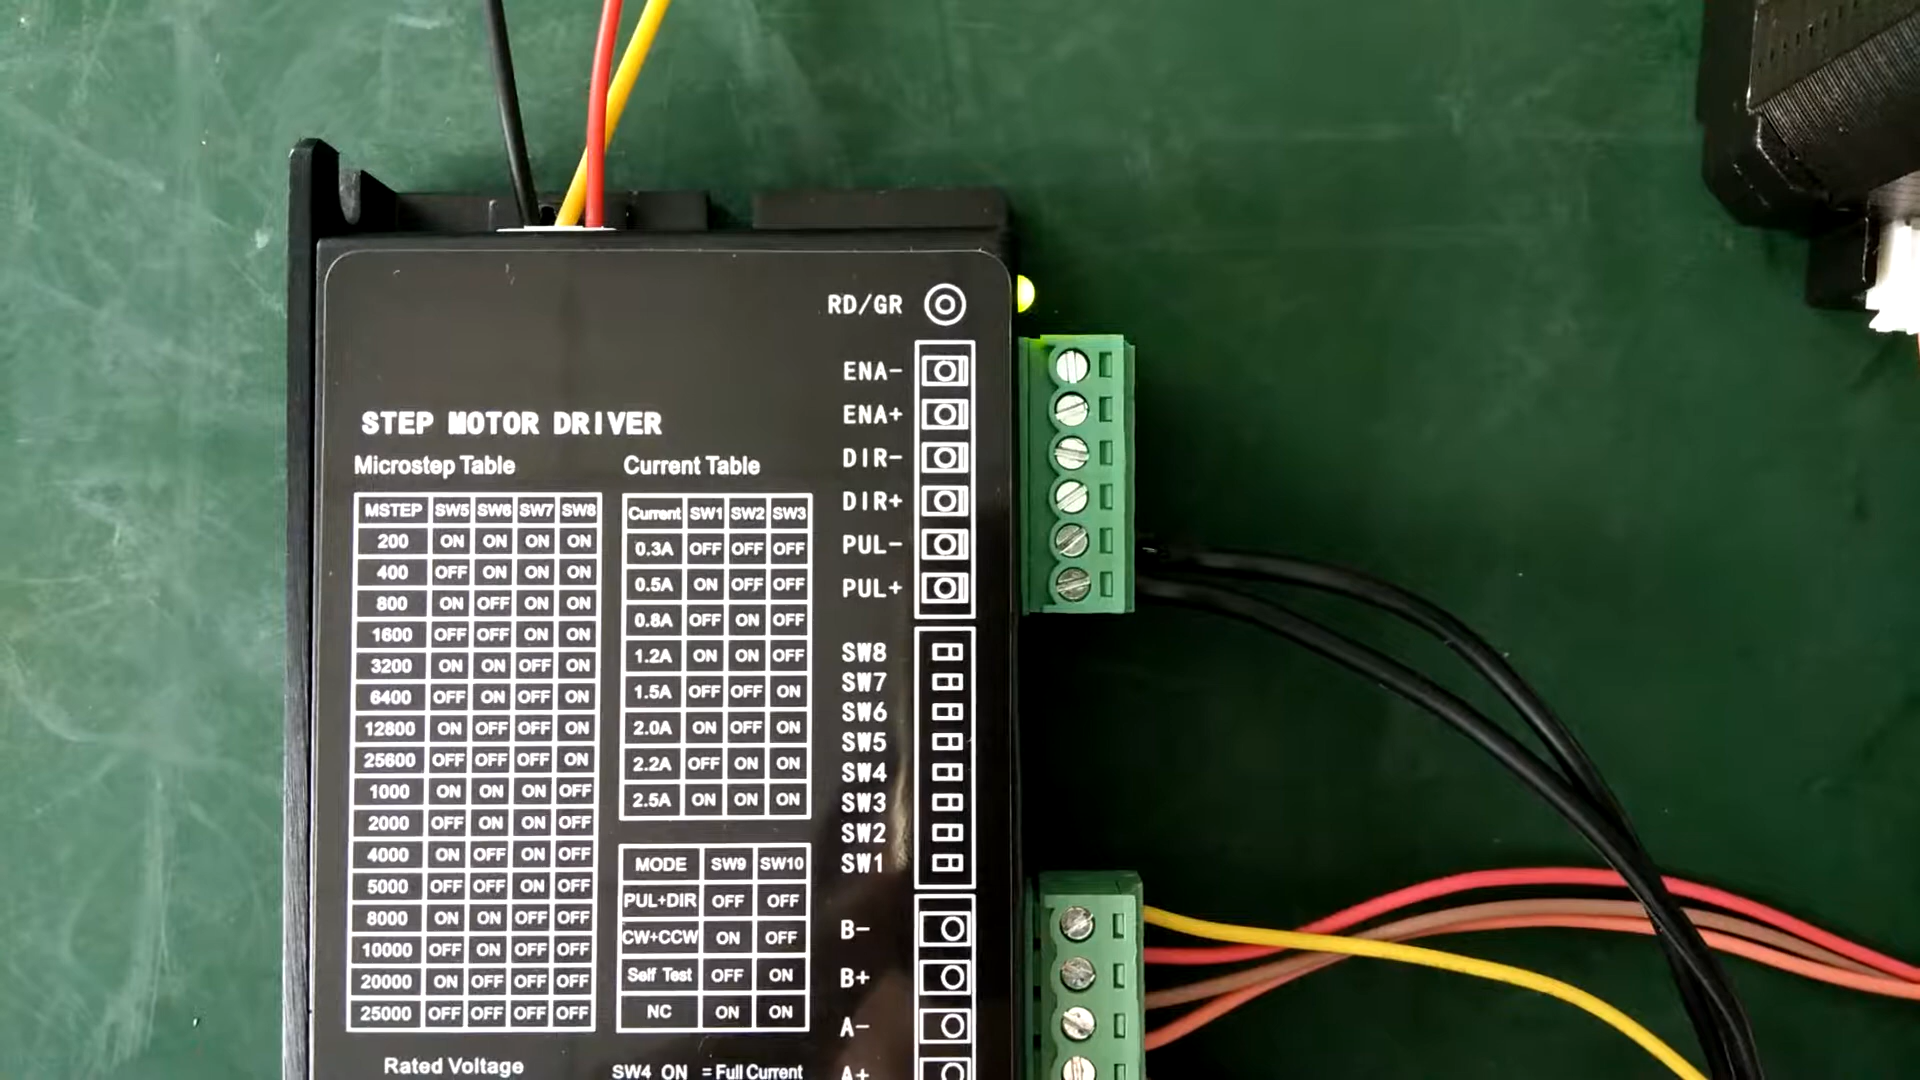 RD/GR
ENA-
ENA+
DIR-
DIR+
PUL-
PUL+
SW8
SW7
SW6
SW5
SW4
SW3
SW2
SW1
B-
B+
A-
A+
STEP MOTOR DRIVER
Microstep Table
MSTEP SW5 SW6 SW7 SW8
200 ON ON ON ON
400 OFF ON ON ON
800 ON OFF ON ON
1600 OFF OFF ON ON
3200 ON ON OFF ON
6400 OFF ON OFF ON
12800 ON OFF OFF ON
25600 OFF OFF OFF ON
1000 ON ON ON OFF
2000 OFF ON ON OFF
4000 ON OFF ON OFF
5000 OFF OFF ON OFF
8000 ON ON OFF OFF
10000 OFF ON OFF OFF
20000 ON OFF OFF OFF
25000 OFF OFF OFF OFF
Current Table
Current SW1 SW2 SW3
0.3A OFF OFF OFF
0.5A ON OFF OFF
0.8A OFF ON OFF
1.2A ON ON OFF
1.5A OFF OFF ON
2.0A ON OFF ON
2.2A OFF ON ON
2.5A ON ON ON
MODE SW9 SW10
PUL+DIR OFF OFF
CW+CCW ON OFF
Self Test OFF ON
NC ON ON
Rated Voltage
SW4 ON =Full Current